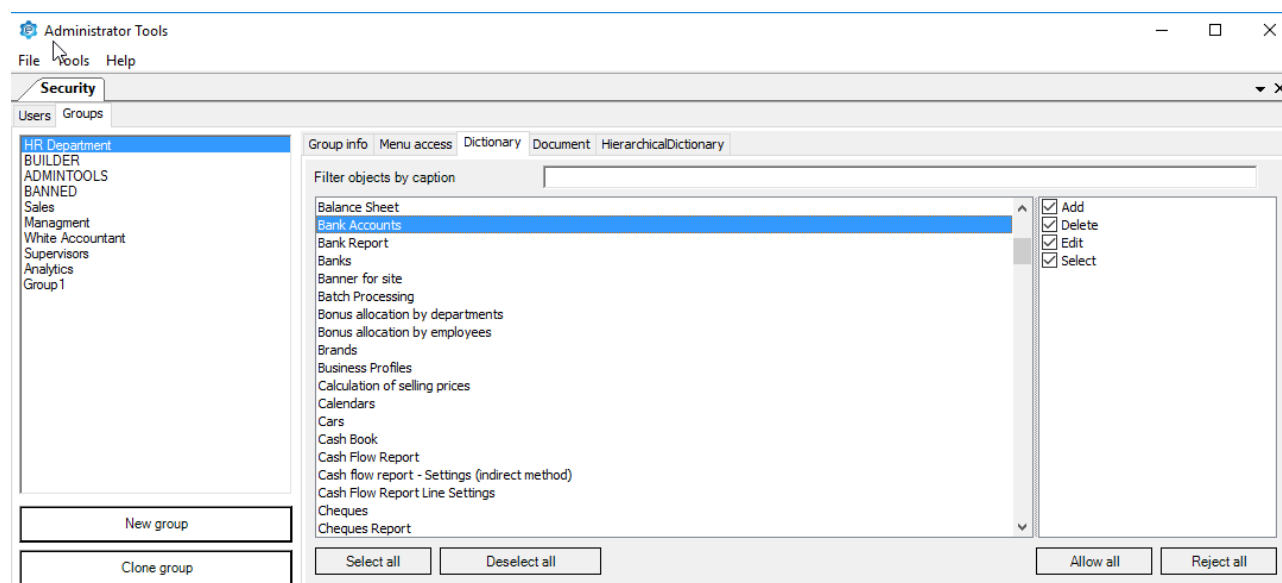 Administrator Tools
File Tools Help
Security
Users Groups
HR Department
BUILDER
ADMINTOOLS
BANNED
Sales
Managment
White Accountant
Supervisors
Analytics
Group1
New group
Clone group
Group info Menu access Dictionary Document HierarchicalDictionary
Filter objects by caption
Balance Sheet
Bank Accounts
Bank Report
Banks
Banner for site
Batch Processing
Bonus allocation by departments
Bonus allocation by employees
Brands
Business Profiles
Calculation of selling prices
Calendars
Cars
Cash Book
Cash Flow Report
Cash flow report - Settings (indirect method)
Cash Flow Report Line Settings
Cheques
Cheques Report
Add
Delete
Edit
Select
Select all Deselect all Allow all Reject all